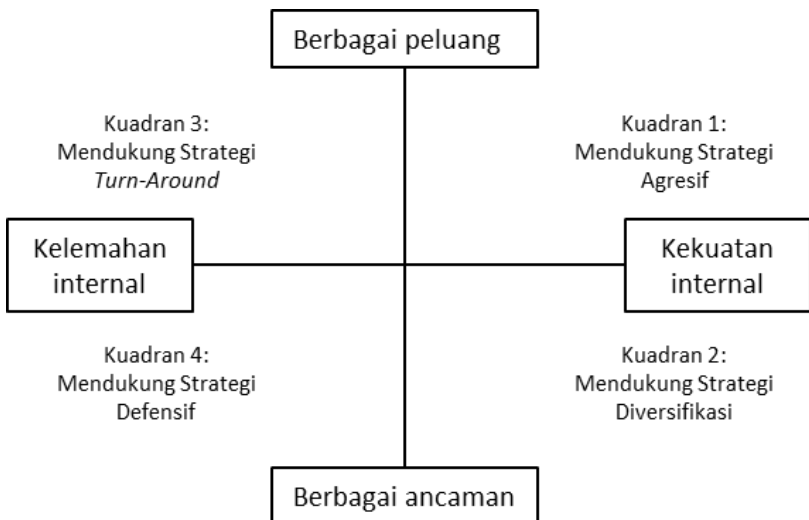 Berbagai peluang
Kuadran 3:
Mendukung Strategi
Turn-Around
Kuadran 1:
Mendukung Strategi
Agresif
Kelemahan
internal
Kekuatan
internal
Kuadran 4:
Mendukung Strategi
Defensif
Kuadran 2:
Mendukung Strategi
Diversifikasi
Berbagai ancaman